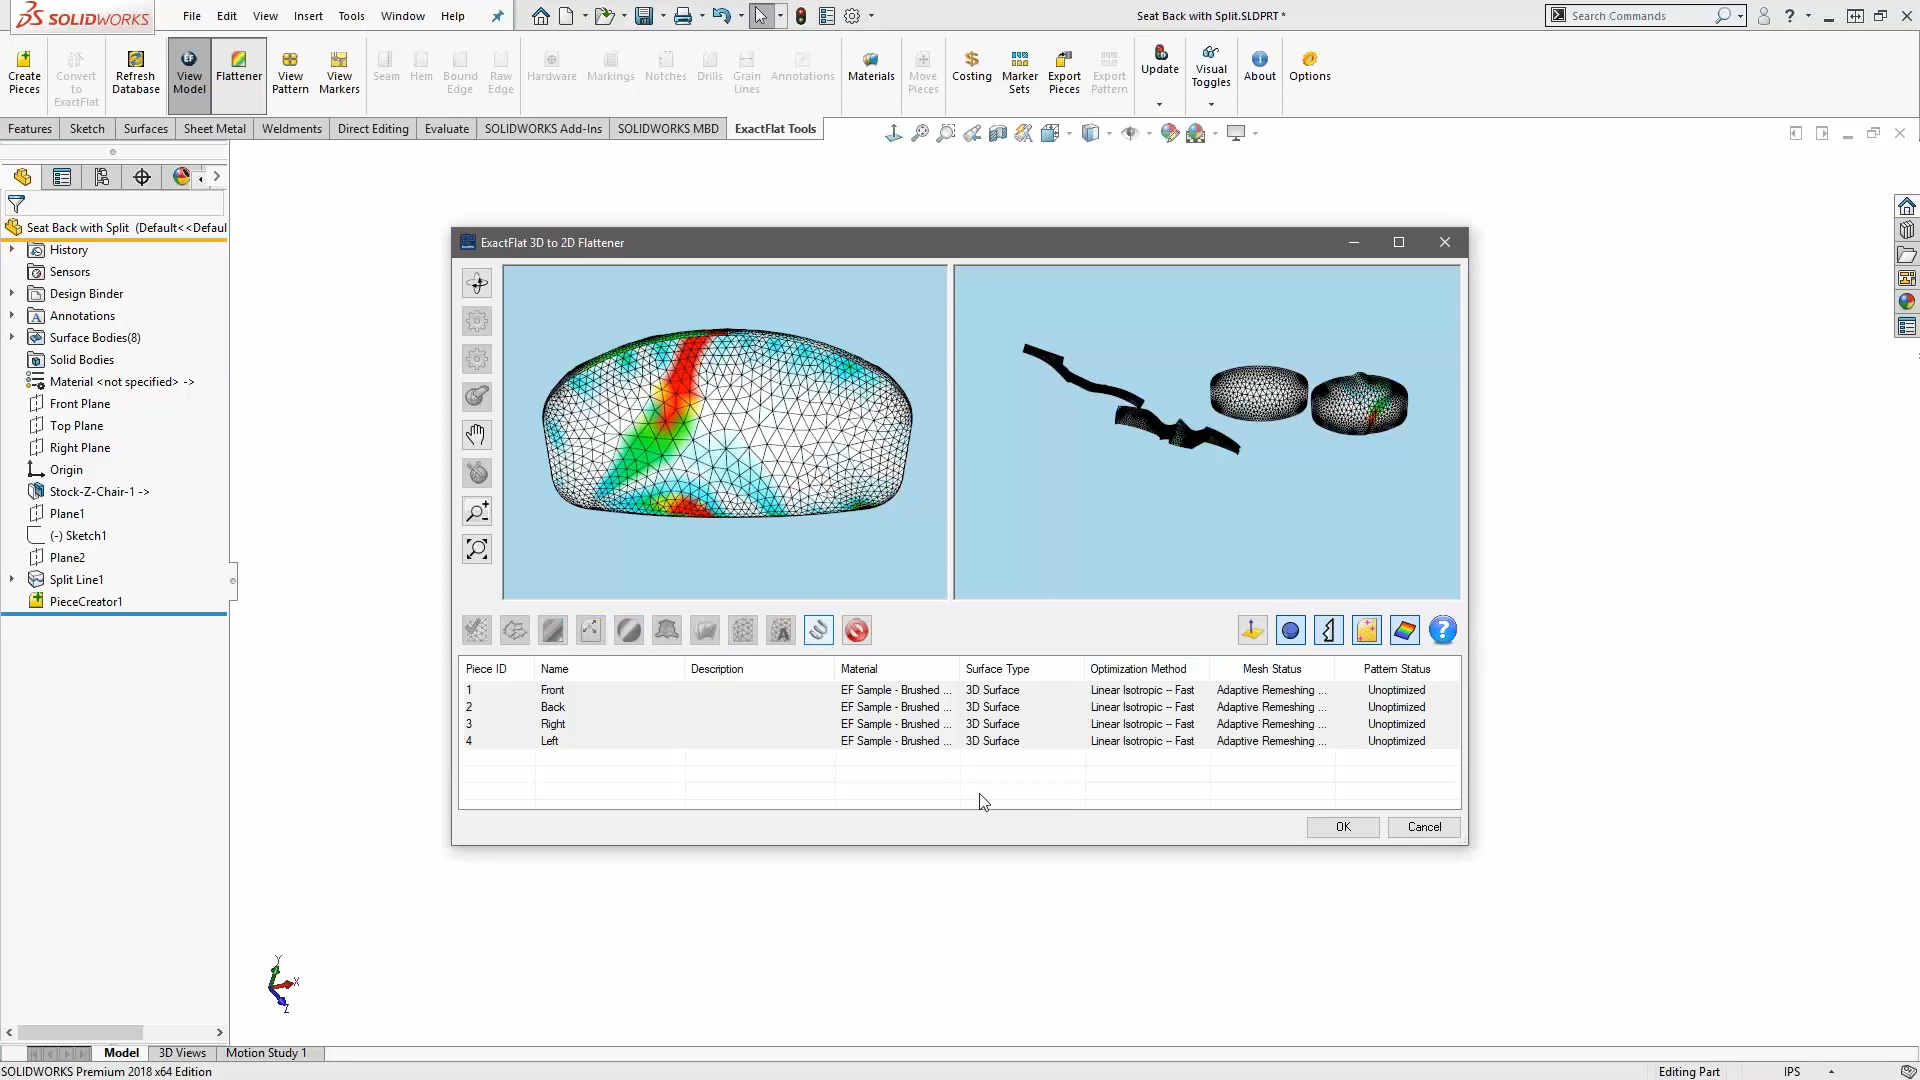 SOLIDWORKS File Edit View Insert Tools Window Help Seat Back with Split.SLDPRT * Search Commands
Create Pieces
Convert to ExactFlat
Refresh Database
View Model
Flattener
View Pattern
View Markers
Seam
Hem
Bound Edge
Raw Edge
Hardware
Markings
Notches
Drills
Grain Lines
Annotations
Materials
Move Pieces
Costing
Marker Sets
Export Pieces
Export Pattern
Update
Visual Toggles
About
Options
Features Sketch Surfaces Sheet Metal Weldments Direct Editing Evaluate SOLIDWORKS Add-Ins SOLIDWORKS MBD ExactFlat Tools
Seat Back with Split (Default<<Defaul
History
Sensors
Design Binder
Annotations
Surface Bodies(8)
Solid Bodies
Material <not specified> ->
Front Plane
Top Plane
Right Plane
Origin
Stock-Z-Chair-1 ->
Plane1
(-) Sketch1
Plane2
Split Line1
PieceCreator1
ExactFlat 3D to 2D Flattener
Piece ID Name Description Material Surface Type Optimization Method Mesh Status Pattern Status
1 Front EF Sample - Brushed ... 3D Surface Linear Isotropic -- Fast Adaptive Remeshing ... Unoptimized
2 Back EF Sample - Brushed ... 3D Surface Linear Isotropic -- Fast Adaptive Remeshing ... Unoptimized
3 Right EF Sample - Brushed ... 3D Surface Linear Isotropic -- Fast Adaptive Remeshing ... Unoptimized
4 Left EF Sample - Brushed ... 3D Surface Linear Isotropic -- Fast Adaptive Remeshing ... Unoptimized
OK Cancel
Y
X
Z
Model 3D Views Motion Study 1
SOLIDWORKS Premium 2018 x64 Edition Editing Part IPS